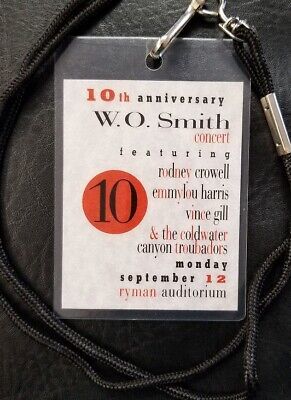 10th anniversary
W.O. Smith
concert
featuring
rodney crowell
emmylou harris
10
vince gill
& the coldwater
canyon troubadors
monday
september 12
ryman auditorium